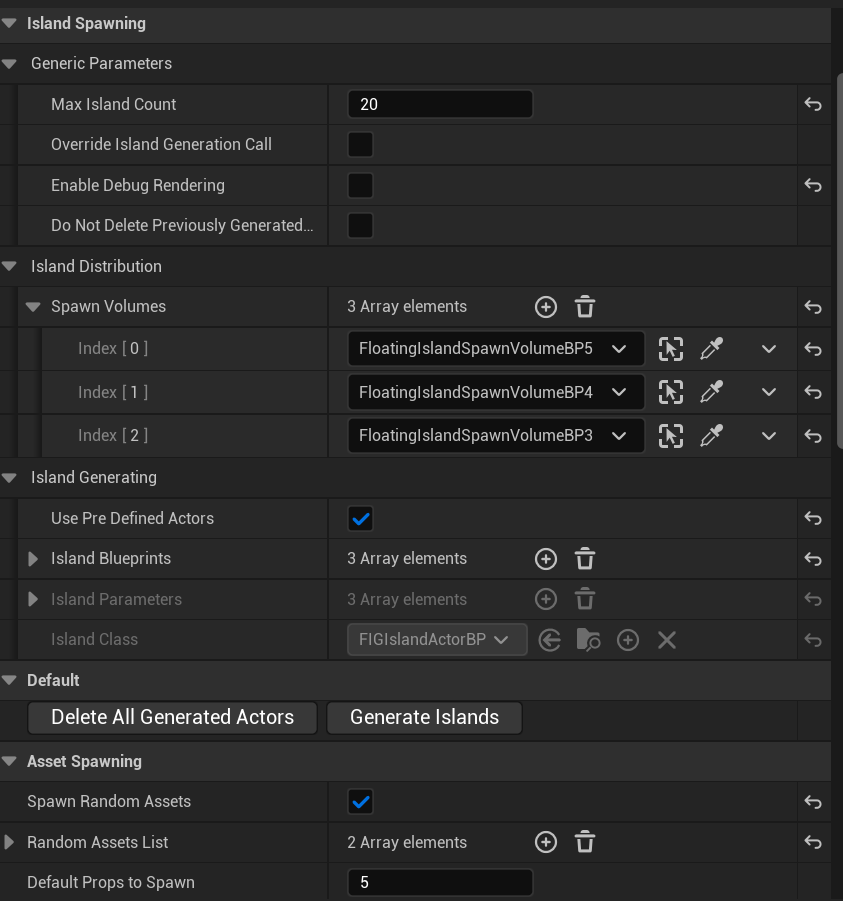 Island Spawning
Generic Parameters
Max Island Count 20
Override Island Generation Call
Enable Debug Rendering
Do Not Delete Previously Generated...
Island Distribution
Spawn Volumes 3 Array elements
Index [ 0 ] FloatingIslandSpawnVolumeBP5
Index [ 1 ] FloatingIslandSpawnVolumeBP4
Index [ 2 ] FloatingIslandSpawnVolumeBP3
Island Generating
Use Pre Defined Actors
Island Blueprints 3 Array elements
Island Parameters 3 Array elements
Island Class FIGIslandActorBP
Default
Delete All Generated Actors Generate Islands
Asset Spawning
Spawn Random Assets
Random Assets List 2 Array elements
Default Props to Spawn 5